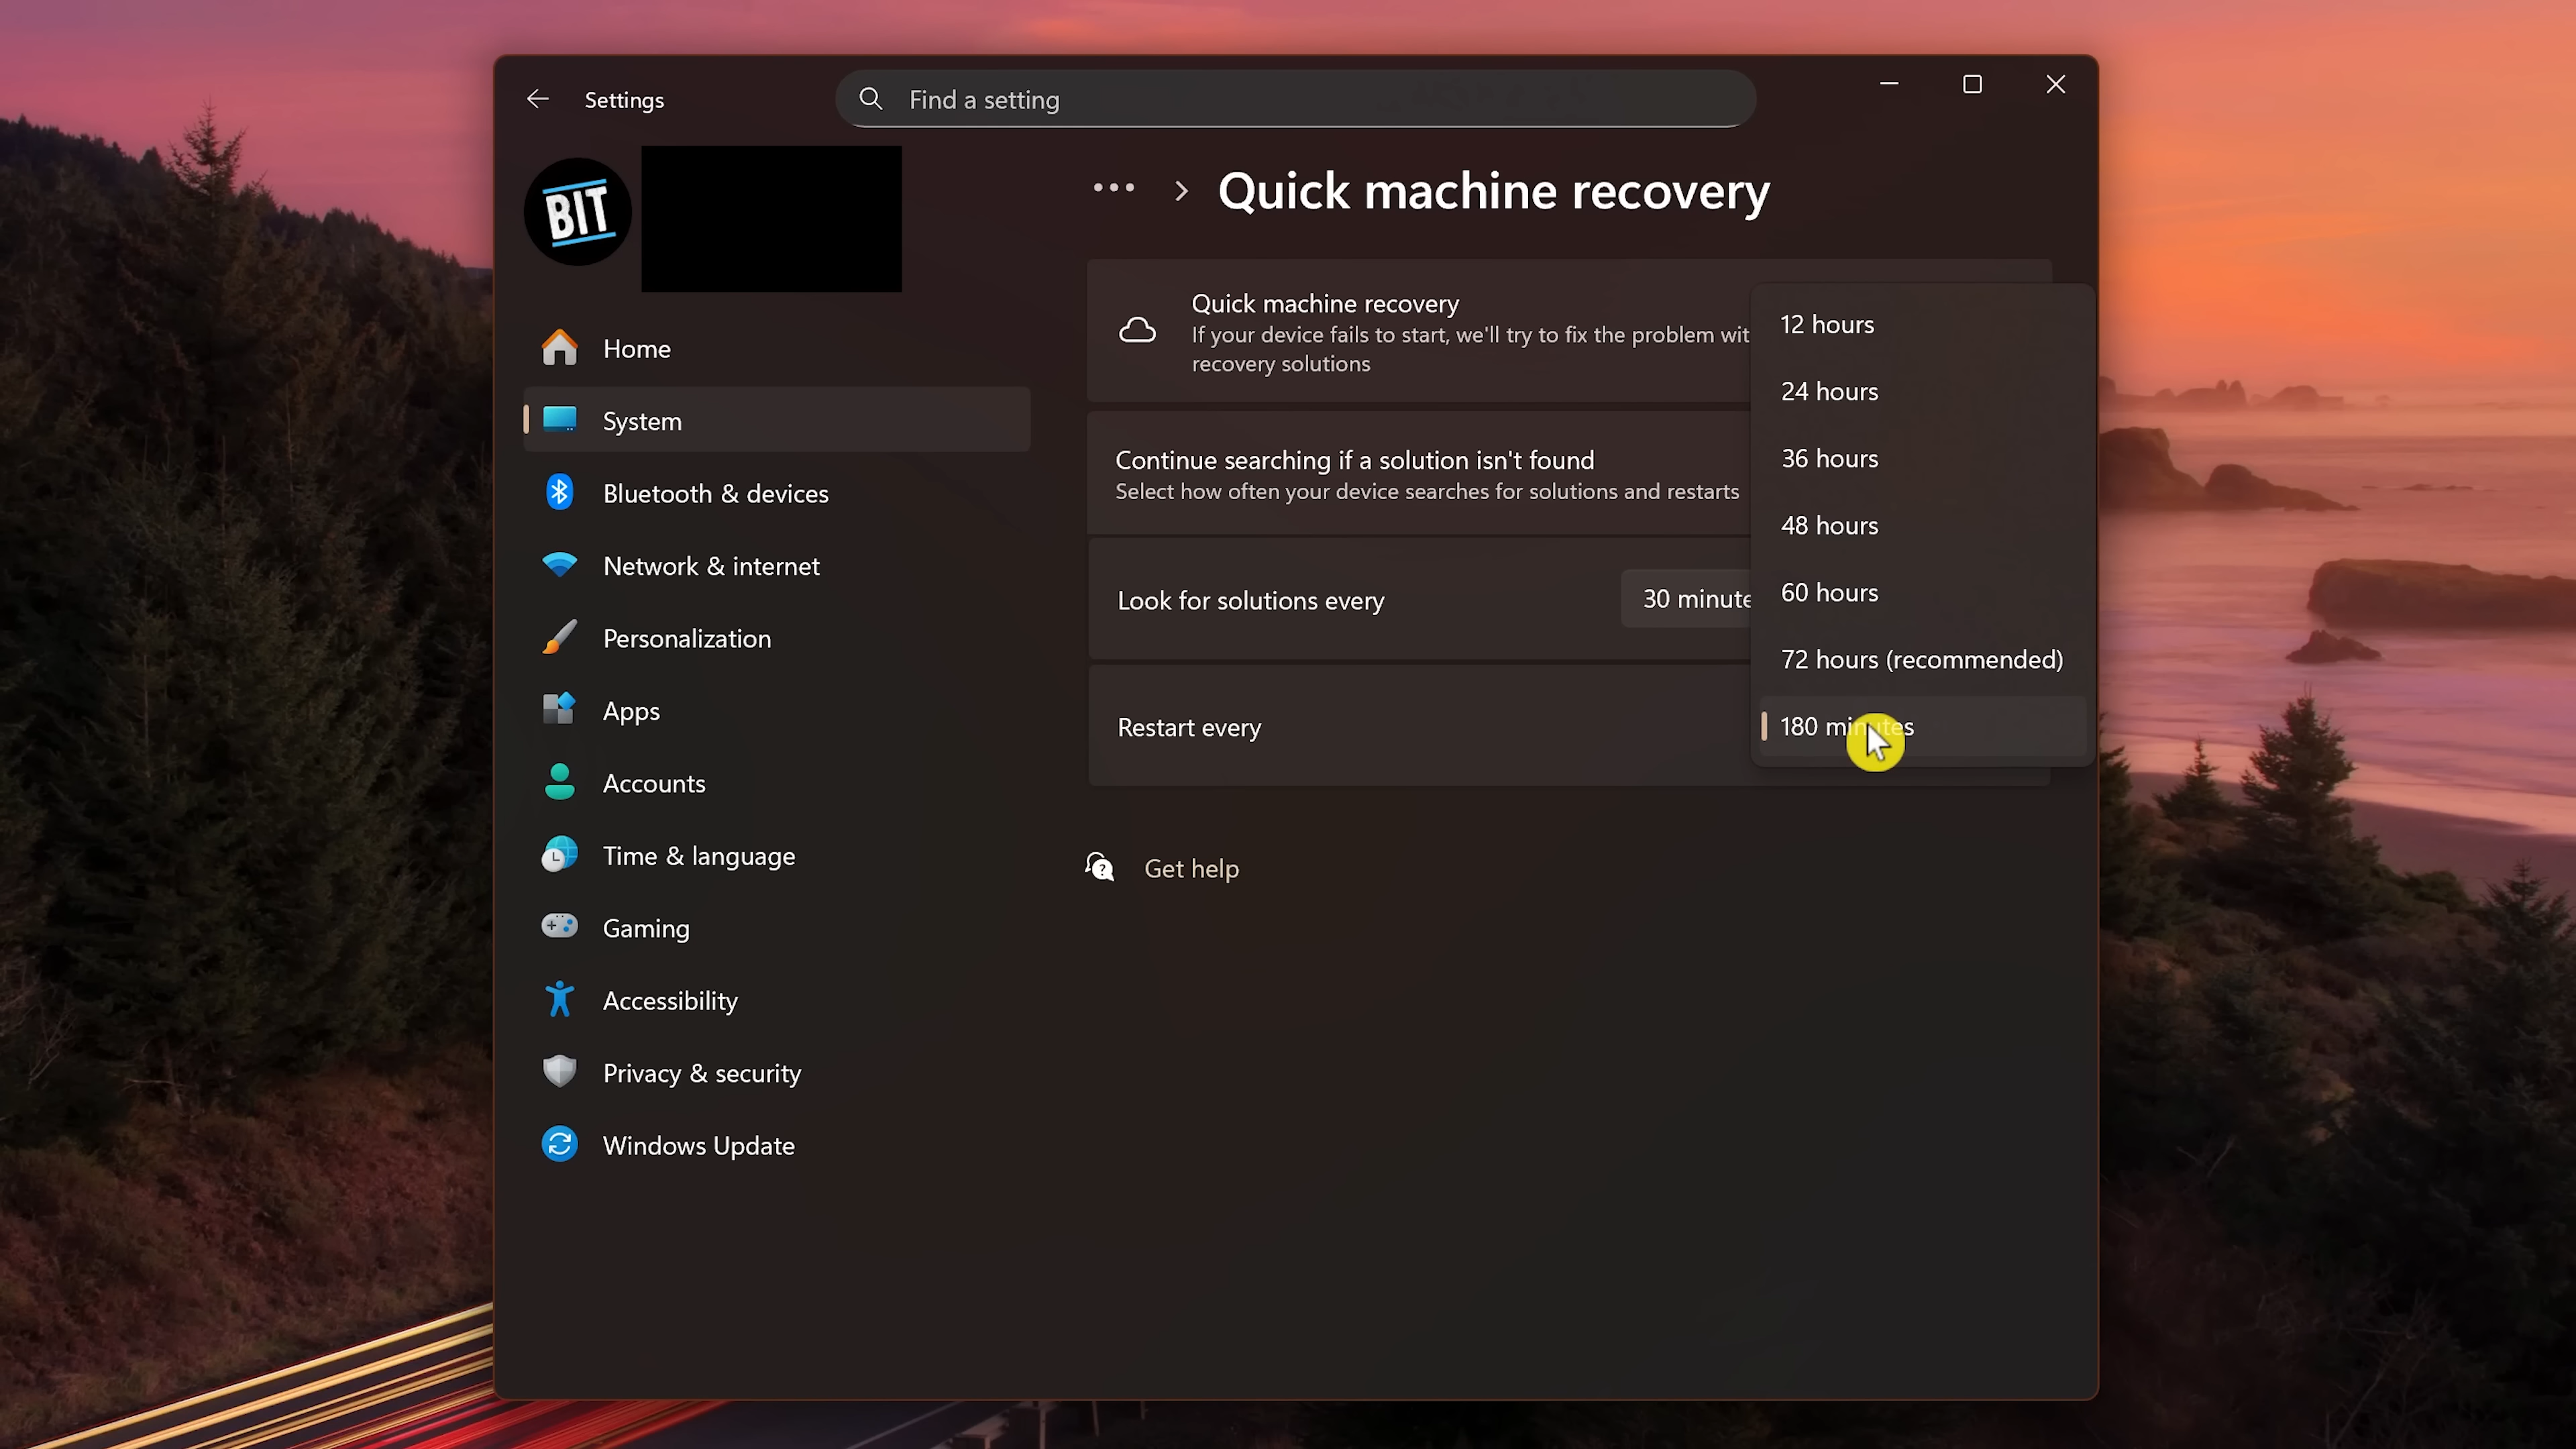 Settings
Find a setting
BIT
Quick machine recovery
Home
System
Bluetooth & devices
Network & internet
Personalization
Apps
Accounts
Time & language
Gaming
Accessibility
Privacy & security
Windows Update
Quick machine recovery
If your device fails to start, we'll try to fix the problem wit
recovery solutions
Continue searching if a solution isn't found
Select how often your device searches for solutions and restarts
Look for solutions every
30 minute
Restart every
12 hours
24 hours
36 hours
48 hours
60 hours
72 hours (recommended)
180 minutes
Get help